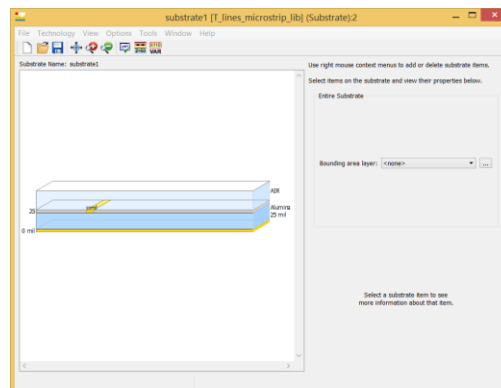 substrate1 [T_lines_microstrip_lib] (Substrate):2
File Technology View Options Tools Window Help
Substrate Name: substrate1
Use right mouse context menus to add or delete substrate items.
Select items on the substrate and view their properties below.
Entire Substrate
Bounding area layer: <none> ...
AIR
25
Alumina
25 mil
0 mil
Select a substrate item to see
more information about that item.